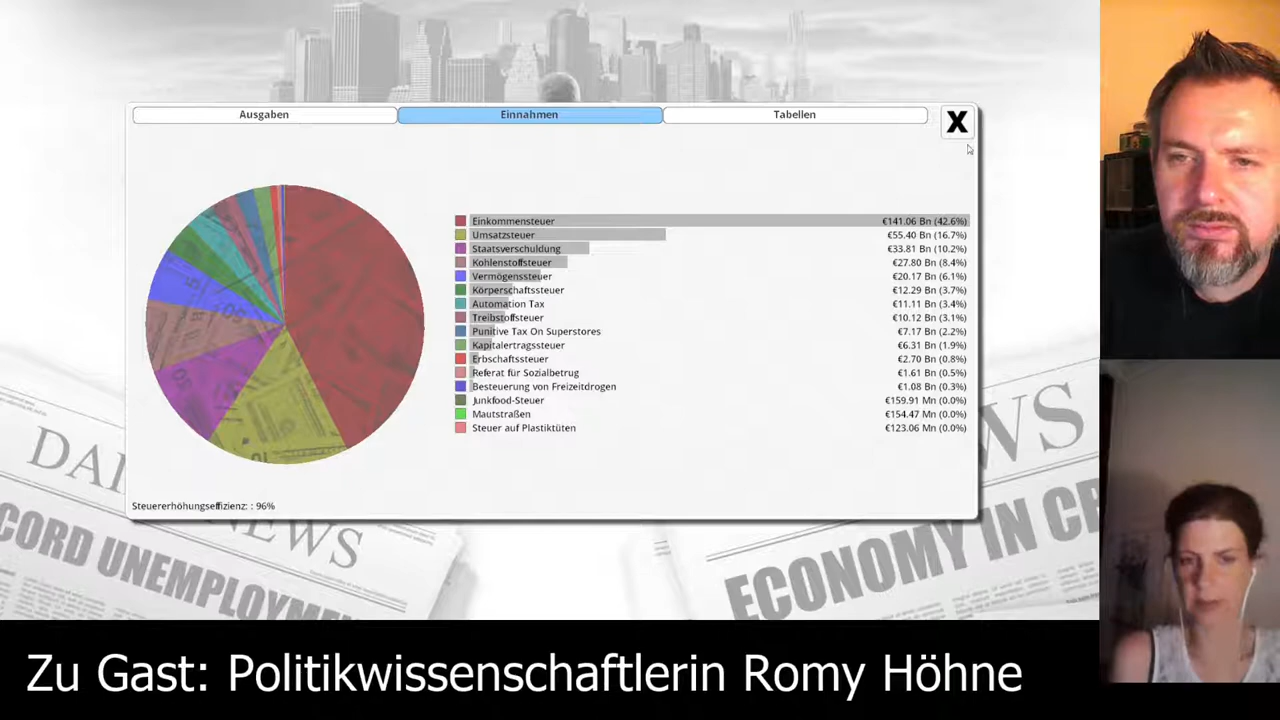 Ausgaben
Einnahmen
Tabellen
X
Einkommensteuer €141.06 Bn (42.6%)
Umsatzsteuer €55.40 Bn (16.7%)
Staatsverschuldung €33.81 Bn (10.2%)
Kohlenstoffsteuer €27.80 Bn (8.4%)
Vermögenssteuer €20.17 Bn (6.1%)
Körperschaftssteuer €12.29 Bn (3.7%)
Automation Tax €11.11 Bn (3.4%)
Treibstoffsteuer €10.12 Bn (3.1%)
Punitive Tax On Superstores €7.17 Bn (2.2%)
Kapitalertragssteuer €6.31 Bn (1.9%)
Erbschaftssteuer €2.70 Bn (0.8%)
Referat für Sozialbetrug €1.61 Bn (0.5%)
Besteuerung von Freizeitdrogen €1.08 Bn (0.3%)
Junkfood-Steuer €159.91 Mn (0.0%)
Mautstraßen €154.47 Mn (0.0%)
Steuer auf Plastiktüten €123.06 Mn (0.0%)
Steuererhöhungseffizienz: : 96%
DAI NEWS
WS
CORD UNEMPLOYM
ECONOMY IN CR
Zu Gast: Politikwissenschaftlerin Romy Höhne